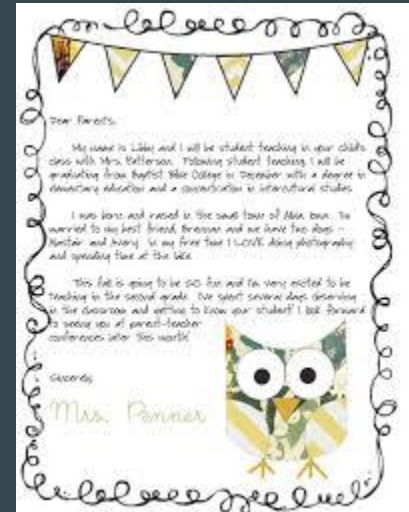 Dear Parents,
My name is Libby and I will be student teaching in your child's
class with Mrs. Patterson. Following student teaching, I will be
graduating from Baptist Bible College in December with a degree in
elementary education and a concentration in intercultural studies.
I was born and raised in the small town of Albia, Iowa. I'm
married to my best friend, Brennan and we have two dogs -
and Avery. In my free time I LOVE doing photography
and spending time at the lake.
This fall is going to be SO fun and I'm very excited to be
teaching in the second grade. I've spent several days observing
in the classroom and getting to know your student! I look forward
to seeing you at parent-teacher
conferences later this month!
Sincerely,
Mrs. Penner